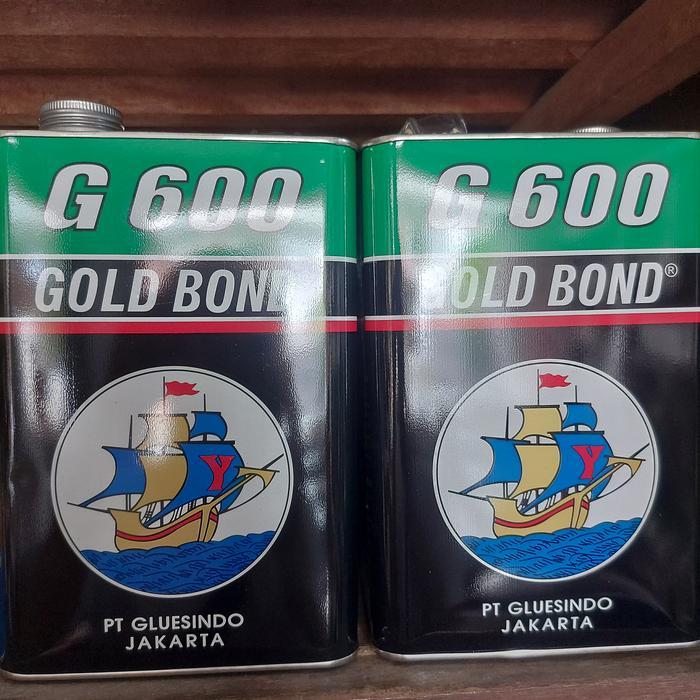 G 600
GOLD BOND
Y
PT GLUESINDO
JAKARTA
G 600
GOLD BOND®
Y
PT GLUESINDO
JAKARTA